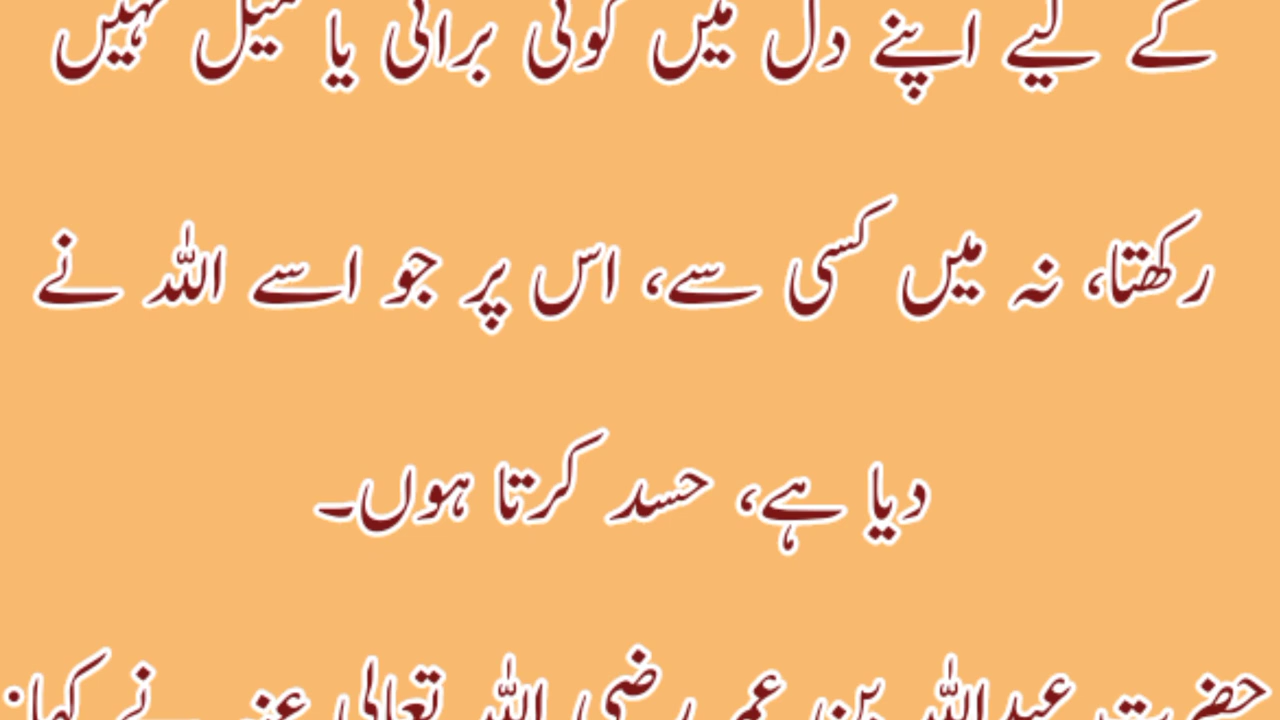 کے لیے اپنے دل میں کوئی برائی یا میل نہیں
رکھتا، نہ میں کسی سے، اس پر جو اسے اللہ نے
دیا ہے، حسد کرتا ہوں۔
حضرت عبداللہ بن عمر رضی اللہ تعالی عنہ نے کہا: